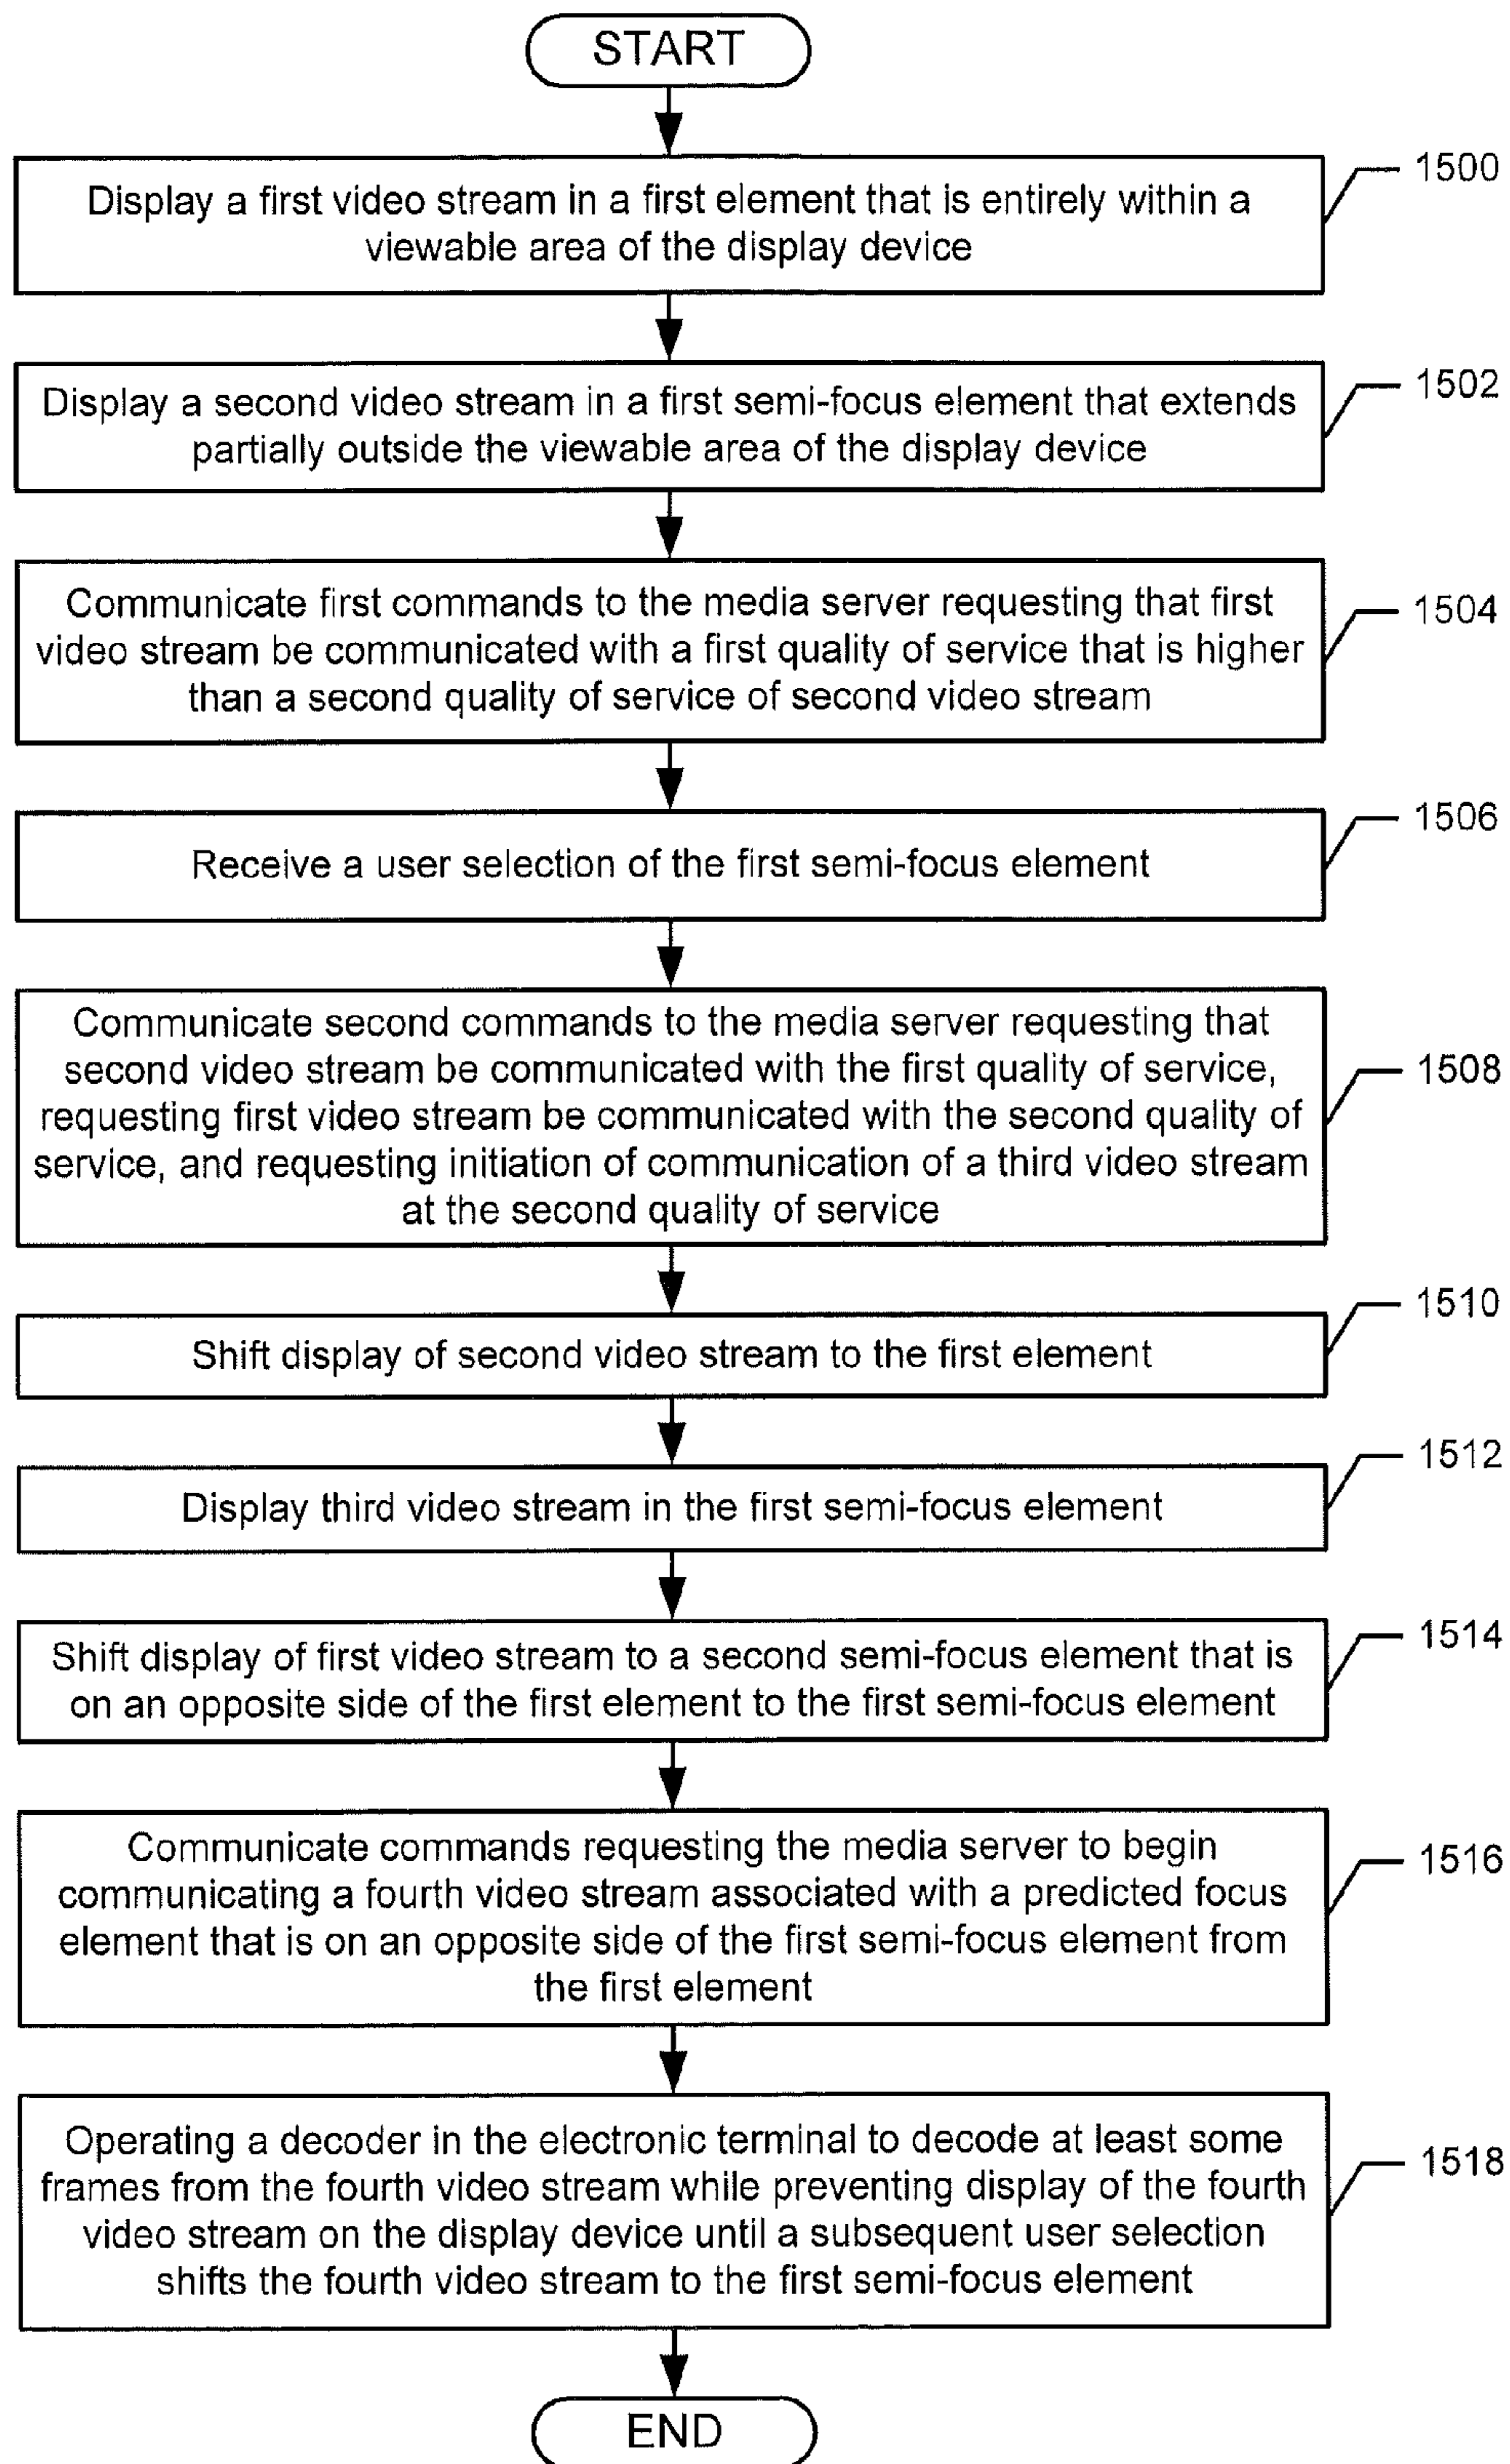 START
Display a first video stream in a first element that is entirely within a
viewable area of the display device
1500
Display a second video stream in a first semi-focus element that extends
partially outside the viewable area of the display device
1502
Communicate first commands to the media server requesting that first
video stream be communicated with a first quality of service that is higher
than a second quality of service of second video stream
1504
Receive a user selection of the first semi-focus element
1506
Communicate second commands to the media server requesting that
second video stream be communicated with the first quality of service,
requesting first video stream be communicated with the second quality of
service, and requesting initiation of communication of a third video stream
at the second quality of service
1508
Shift display of second video stream to the first element
1510
Display third video stream in the first semi-focus element
1512
Shift display of first video stream to a second semi-focus element that is
on an opposite side of the first element to the first semi-focus element
1514
Communicate commands requesting the media server to begin
communicating a fourth video stream associated with a predicted focus
element that is on an opposite side of the first semi-focus element from
the first element
1516
Operating a decoder in the electronic terminal to decode at least some
frames from the fourth video stream while preventing display of the fourth
video stream on the display device until a subsequent user selection
shifts the fourth video stream to the first semi-focus element
1518
END